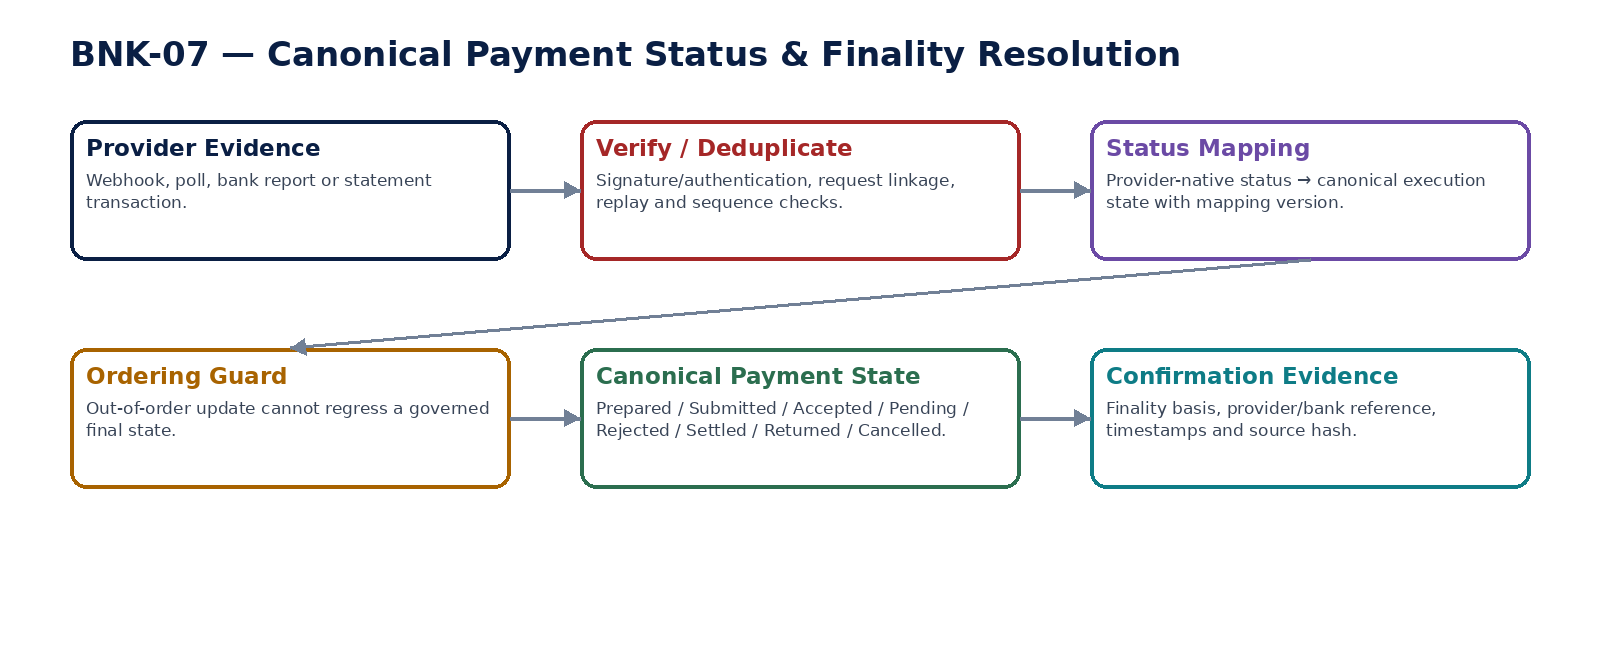 BNK-07 — Canonical Payment Status & Finality Resolution
Provider Evidence
Webhook, poll, bank report or statement
transaction.
Verify / Deduplicate
Signature/authentication, request linkage,
replay and sequence checks.
Status Mapping
Provider-native status → canonical execution
state with mapping version.
Ordering Guard
Out-of-order update cannot regress a governed
final state.
Canonical Payment State
Prepared / Submitted / Accepted / Pending /
Rejected / Settled / Returned / Cancelled.
Confirmation Evidence
Finality basis, provider/bank reference,
timestamps and source hash.